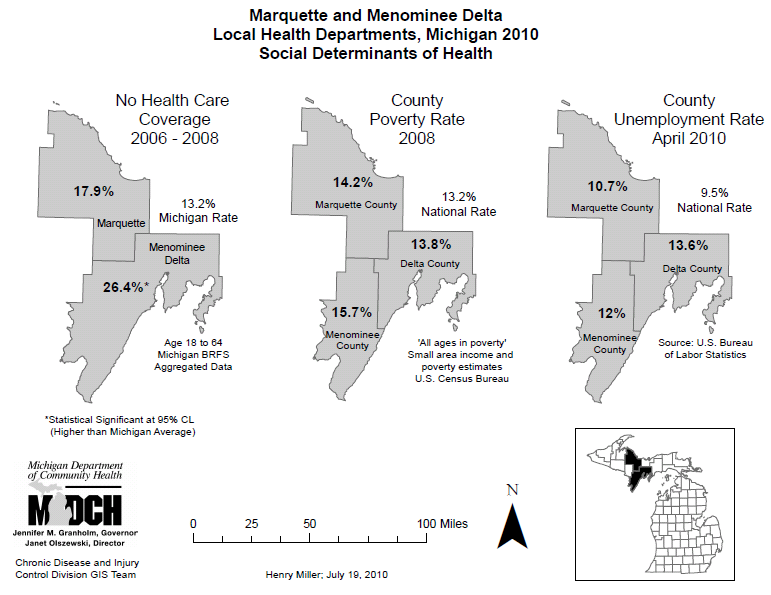 Marquette and Menominee Delta
Local Health Departments, Michigan 2010
Social Determinants of Health
No Health Care
Coverage
2006 - 2008
17.9%
13.2%
Michigan Rate
Marquette
Menominee
Delta
26.4%*
Age 18 to 64
Michigan BRFS
Aggregated Data
*Statistical Significant at 95% CL
(Higher than Michigan Average)
County
Poverty Rate
2008
14.2%
Marquette County
13.2%
National Rate
13.8%
Delta County
15.7%
Menominee
County
'All ages in poverty'
Small area income and
poverty estimates
U.S. Census Bureau
County
Unemployment Rate
April 2010
10.7%
Marquette County
9.5%
National Rate
13.6%
Delta County
12%
Menominee
County
Source: U.S. Bureau
of Labor Statistics
Michigan Department
of Community Health
MDCH
Jennifer M. Granholm, Governor
Janet Olszewski, Director
Chronic Disease and Injury
Control Division GIS Team
0 25 50 100 Miles
N
Henry Miller; July 19, 2010